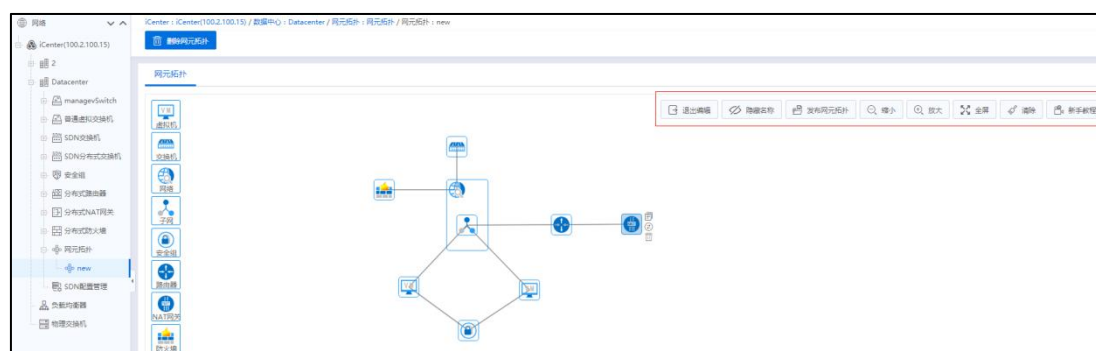 网络
iCenter : iCenter(100.2.100.15) / 数据中心 : Datacenter / 网元拓扑 : 网元拓扑 / 网元拓扑 : new
iCenter(100.2.100.15)
删除网元拓扑
2
Datacenter
网元拓扑
managevSwitch
普通虚拟交换机
SDN交换机
SDN分布式交换机
安全组
分布式路由器
分布式NAT网关
分布式防火墙
网元拓扑
new
SDN配置管理
负载均衡器
物理交换机
退出编辑
隐藏名称
发布网元拓扑
缩小
放大
全屏
清除
新手教程
虚拟机
交换机
网络
子网
安全组
路由器
NAT网关
防火墙